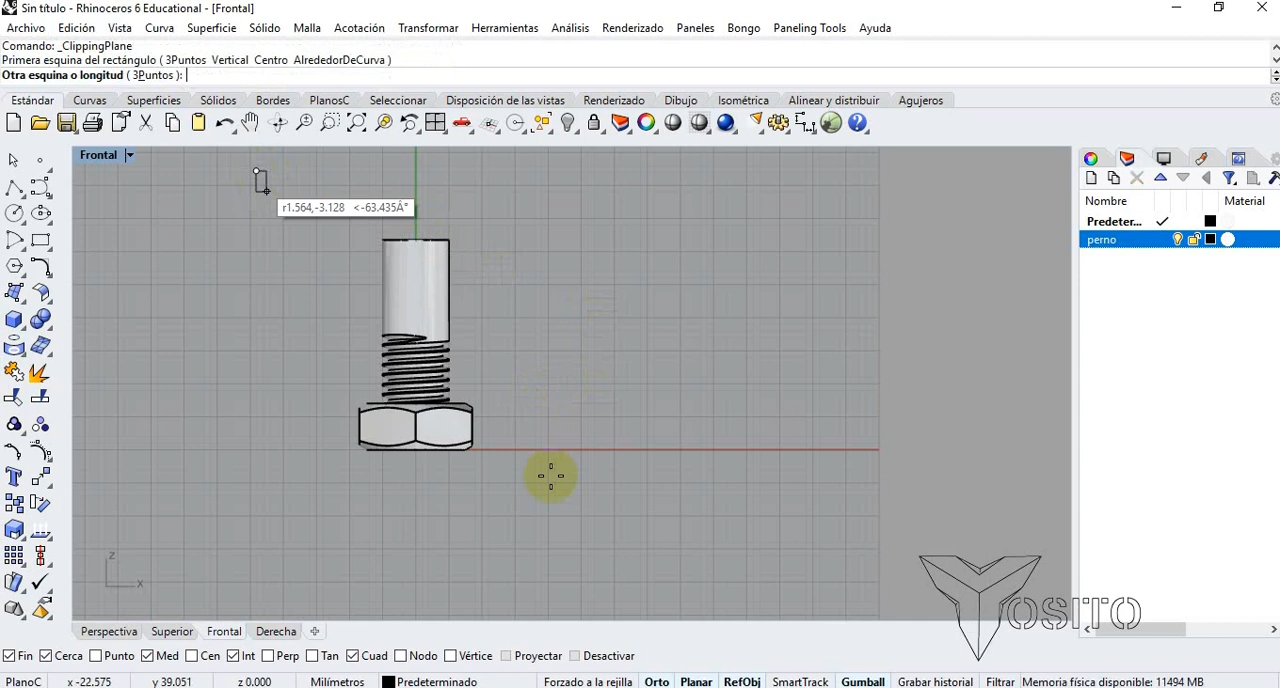 Sin título - Rhinoceros 6 Educational - [Frontal]
Archivo Edición Vista Curva Superficie Sólido Malla Acotación Transformar Herramientas Análisis Renderizado Paneles Bongo Paneling Tools Ayuda
Comando: _ClippingPlane
Primera esquina del rectángulo ( 3Puntos Vertical Centro AlrededorDeCurva )
Otra esquina o longitud ( 3Puntos ):
Estándar Curvas Superficies Sólidos Mallas Bordes PlanosC Seleccionar Disposición de las vistas Renderizado Dibujo Isométrica Alinear y distribuir Agujeros
Frontal
r1.564,-3.128 <-63.435Â°
Nombre Material
Predeter...
perno
z
x
YOSITO
Perspectiva Superior Frontal Derecha
Fin Cerca Punto Med Cen Int Perp Tan Cuad Nodo Vértice Proyectar Desactivar
PlanoC x -22.575 y 39.051 z 0.000 Milímetros Predeterminado Forzado a la rejilla Orto Planar RefObj SmartTrack Gumball Grabar historial Filtrar Memoria física disponible: 11494 MB